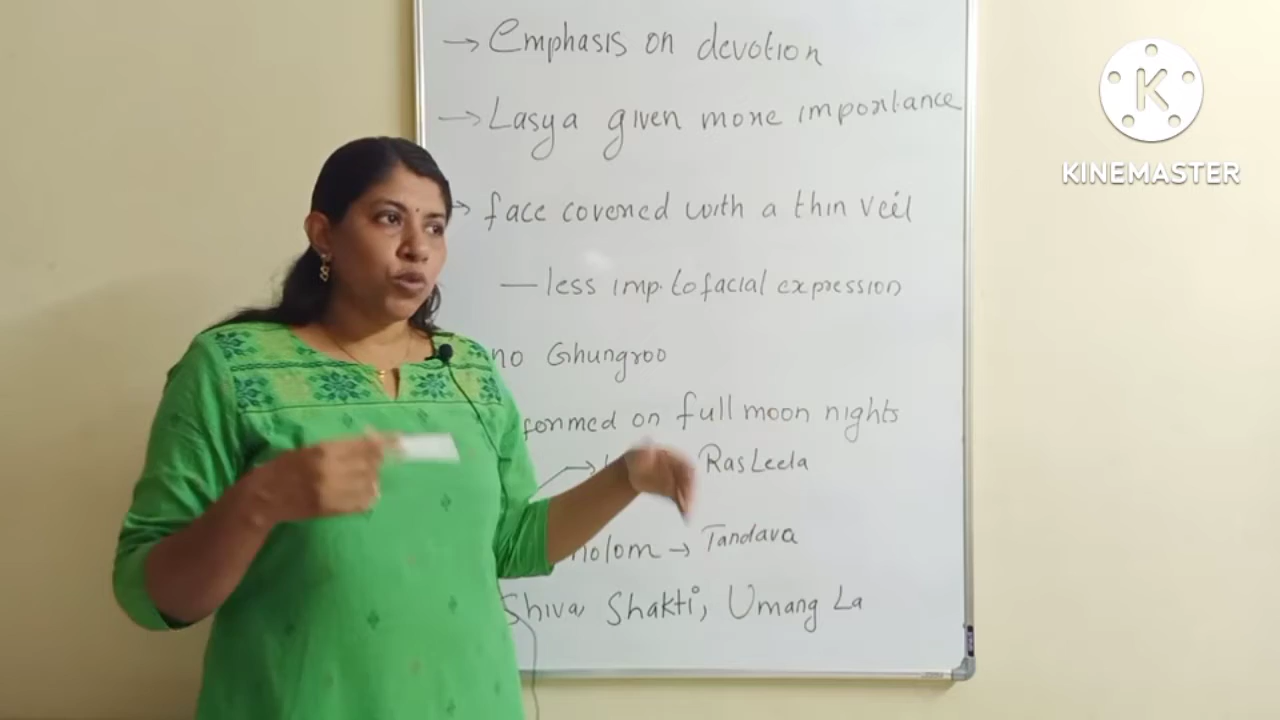 → Emphasis on devotion
→ Lasya given more importance
→ face covered with a thin veil
— less imp. to facial expression
no Ghungroo
formed on full moon nights
→ RasLeela
olom → Tandava
Shiva, Shakti, Umang La
K
KINEMASTER